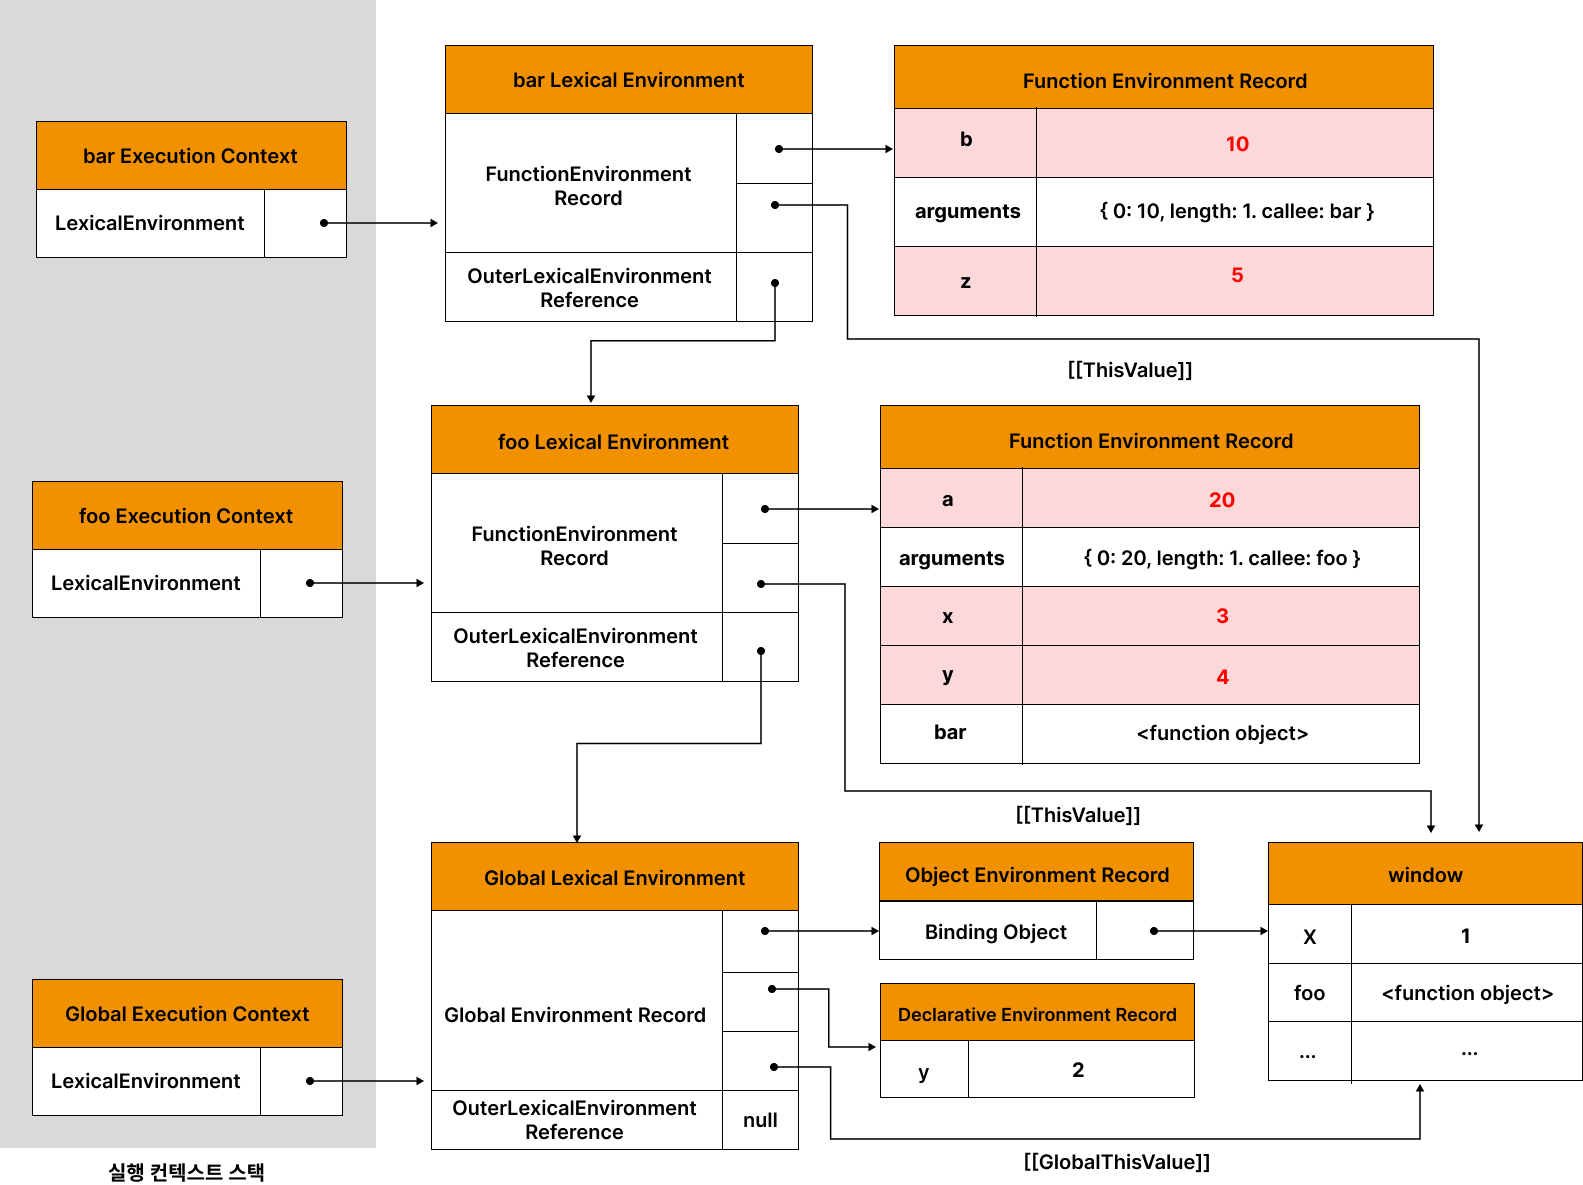 bar Execution Context
LexicalEnvironment
bar Lexical Environment
FunctionEnvironment
Record
OuterLexicalEnvironment
Reference
Function Environment Record
b
10
arguments
{ 0: 10, length: 1. callee: bar }
z
5
[[ThisValue]]
foo Execution Context
LexicalEnvironment
foo Lexical Environment
FunctionEnvironment
Record
OuterLexicalEnvironment
Reference
Function Environment Record
a
20
arguments
{ 0: 20, length: 1. callee: foo }
x
3
y
4
bar
<function object>
[[ThisValue]]
Global Execution Context
LexicalEnvironment
Global Lexical Environment
Global Environment Record
OuterLexicalEnvironment
Reference
null
Object Environment Record
Binding Object
Declarative Environment Record
y
2
window
X
1
foo
<function object>
...
...
[[GlobalThisValue]]
실행 컨텍스트 스택